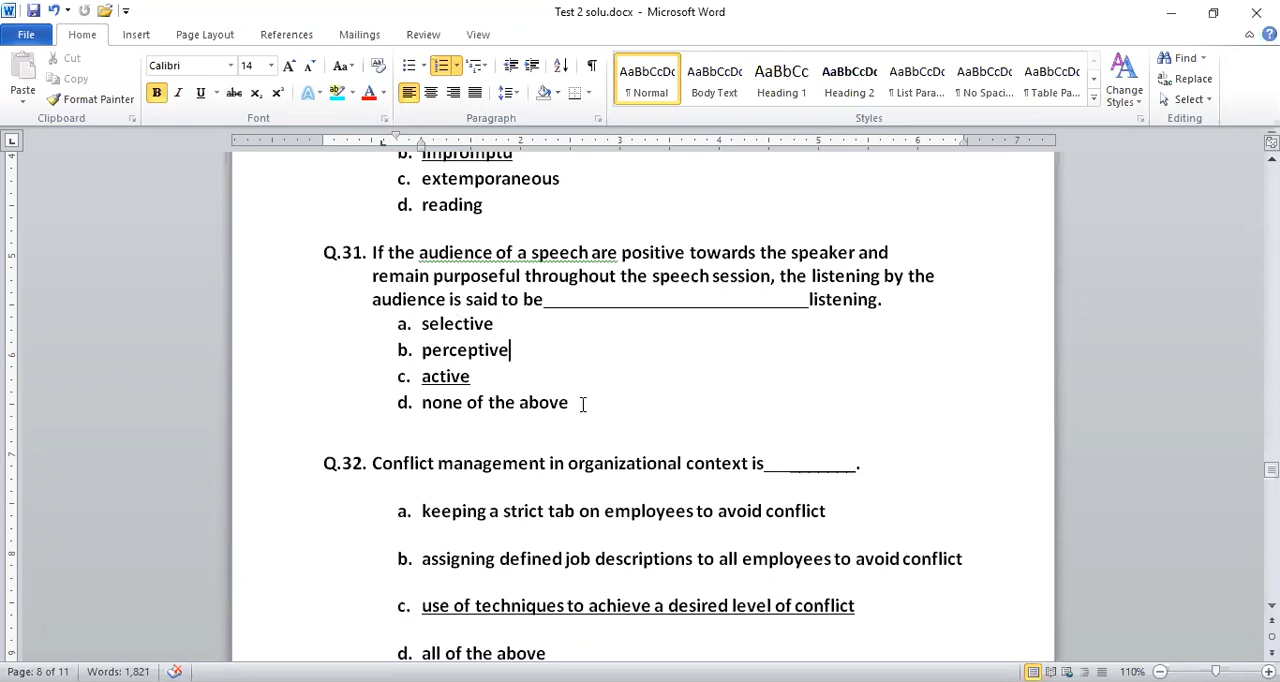 Test 2 solu.docx - Microsoft Word
File Home Insert Page Layout References Mailings Review View
Cut
Copy
Paste
Format Painter
Clipboard
Calibri 14
Font
Paragraph
AaBbCcDc AaBbCcDc AaBbCc AaBbCcDc AaBbCcDc AaBbCcDc AaBbCcDc
¶ Normal Body Text Heading 1 Heading 2 ¶ List Para... ¶ No Spaci... ¶ Table Pa...
Styles
Change Styles
Find
Replace
Select
Editing
b. impromptu
c. extemporaneous
d. reading
Q.31. If the audience of a speech are positive towards the speaker and
remain purposeful throughout the speech session, the listening by the
audience is said to be____________________________listening.
a. selective
b. perceptive
c. active
d. none of the above
Q.32. Conflict management in organizational context is__________.
a. keeping a strict tab on employees to avoid conflict
b. assigning defined job descriptions to all employees to avoid conflict
c. use of techniques to achieve a desired level of conflict
d. all of the above
Page: 8 of 11 Words: 1,821 110%